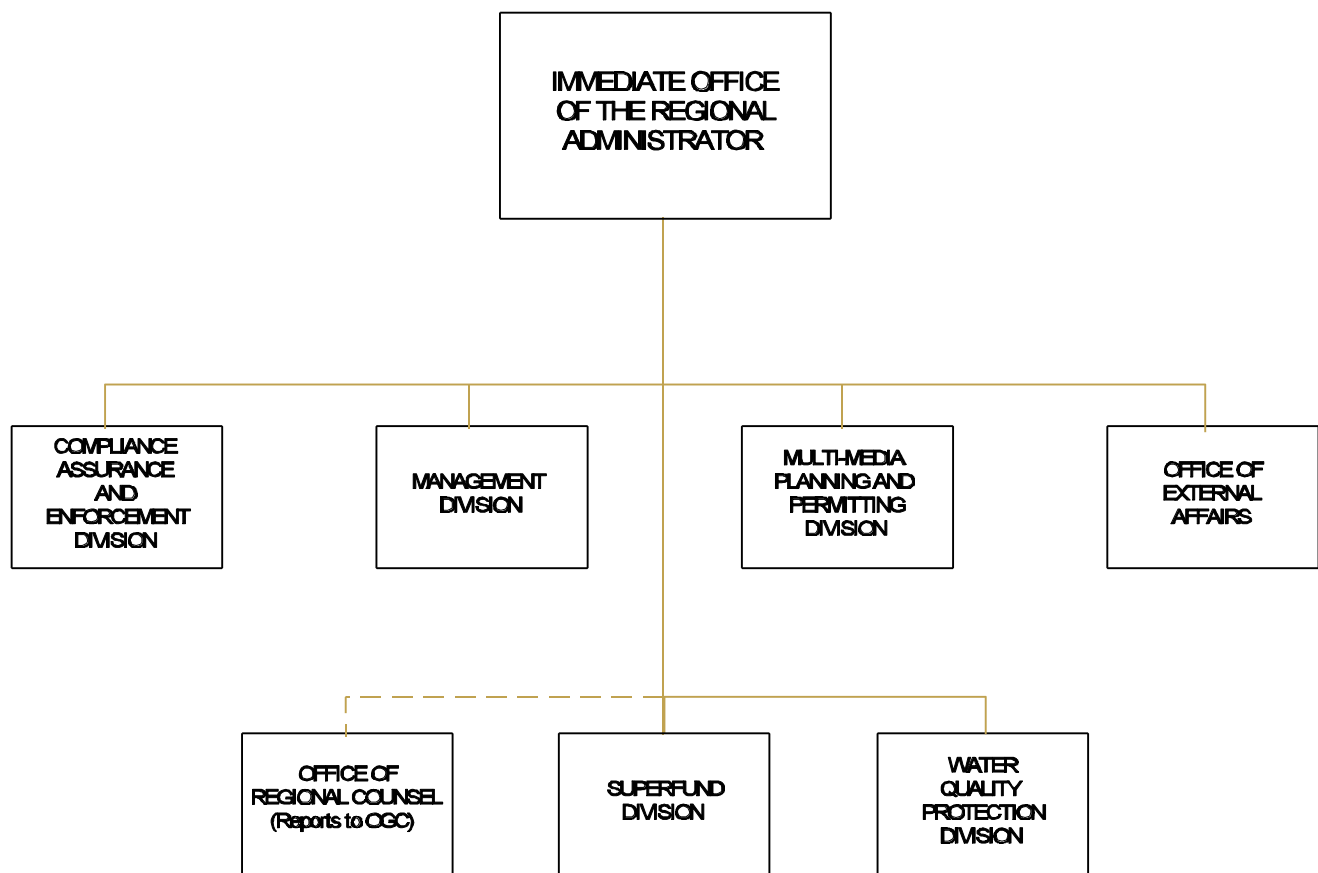 IMMEDIATE OFFICE
OF THE REGIONAL
ADMINISTRATOR
COMPLIANCE
ASSURANCE
AND
ENFORCEMENT
DIVISION
MANAGEMENT
DIVISION
MULTI-MEDIA
PLANNING AND
PERMITTING
DIVISION
OFFICE OF
EXTERNAL
AFFAIRS
OFFICE OF
REGIONAL COUNSEL
(Reports to OGC)
SUPERFUND
DIVISION
WATER
QUALITY
PROTECTION
DIVISION